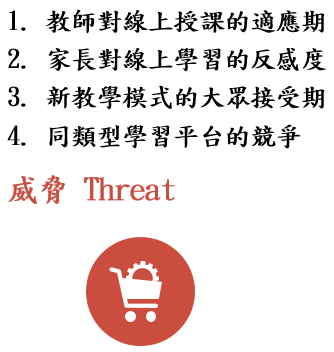 1. 教師對線上授課的適應期
2. 家長對線上學習的反感度
3. 新教學模式的大眾接受期
4. 同類型學習平台的競爭
威脅 Threat